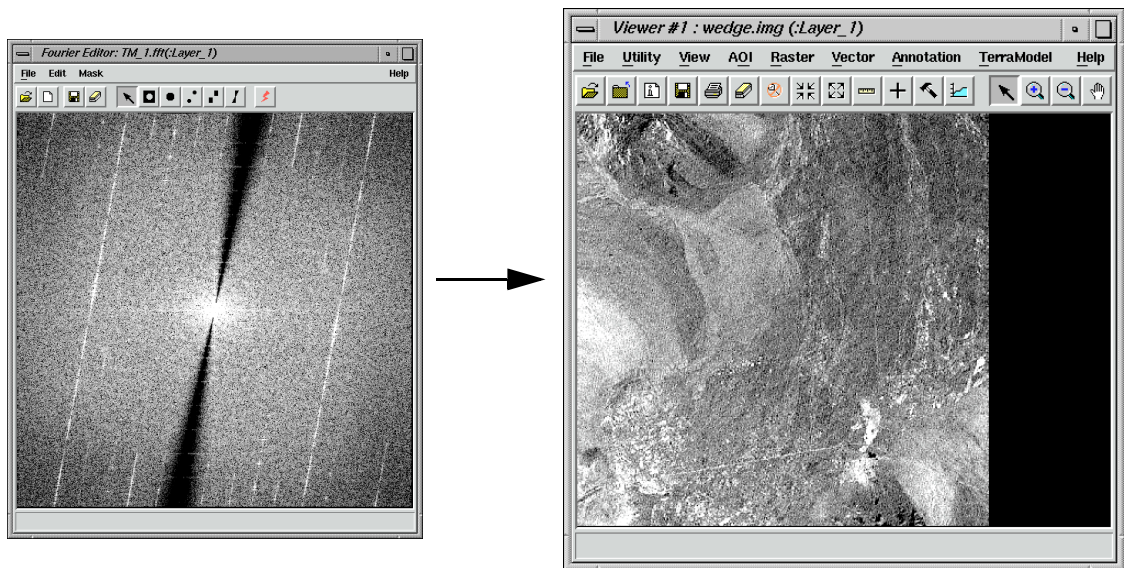 Fourier Editor: TM_1.fft(:Layer_1)
File Edit Mask Help
Viewer #1 : wedge.img (:Layer_1)
File Utility View AOI Raster Vector Annotation TerraModel Help